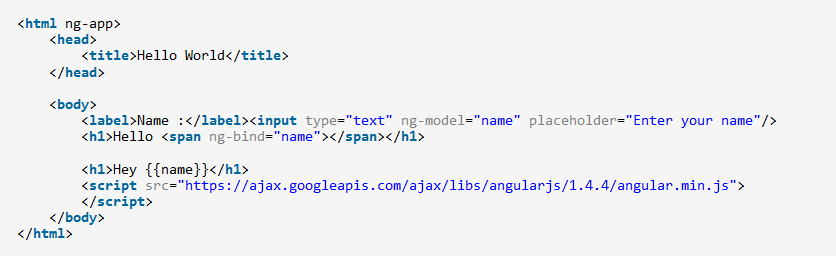 <html ng-app>
    <head>
        <title>Hello World</title>
    </head>

    <body>
        <label>Name :</label><input type="text" ng-model="name" placeholder="Enter your name"/>
        <h1>Hello <span ng-bind="name"></span></h1>

        <h1>Hey {{name}}</h1>
        <script src="https://ajax.googleapis.com/ajax/libs/angularjs/1.4.4/angular.min.js">
        </script>
    </body>
</html>